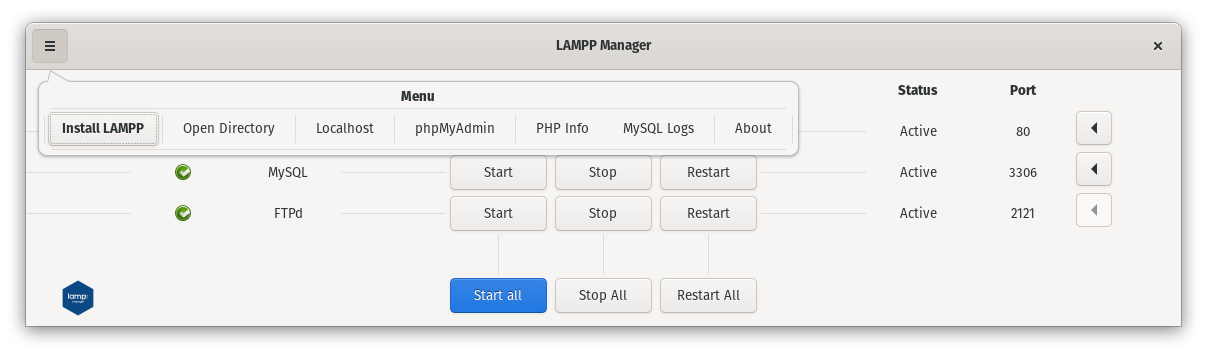 LAMPP Manager
Menu
Install LAMPP Open Directory Localhost phpMyAdmin PHP Info MySQL Logs About
Status Port
Active 80
MySQL Start Stop Restart Active 3306
FTPd Start Stop Restart Active 2121
lamp:
Start all Stop All Restart All